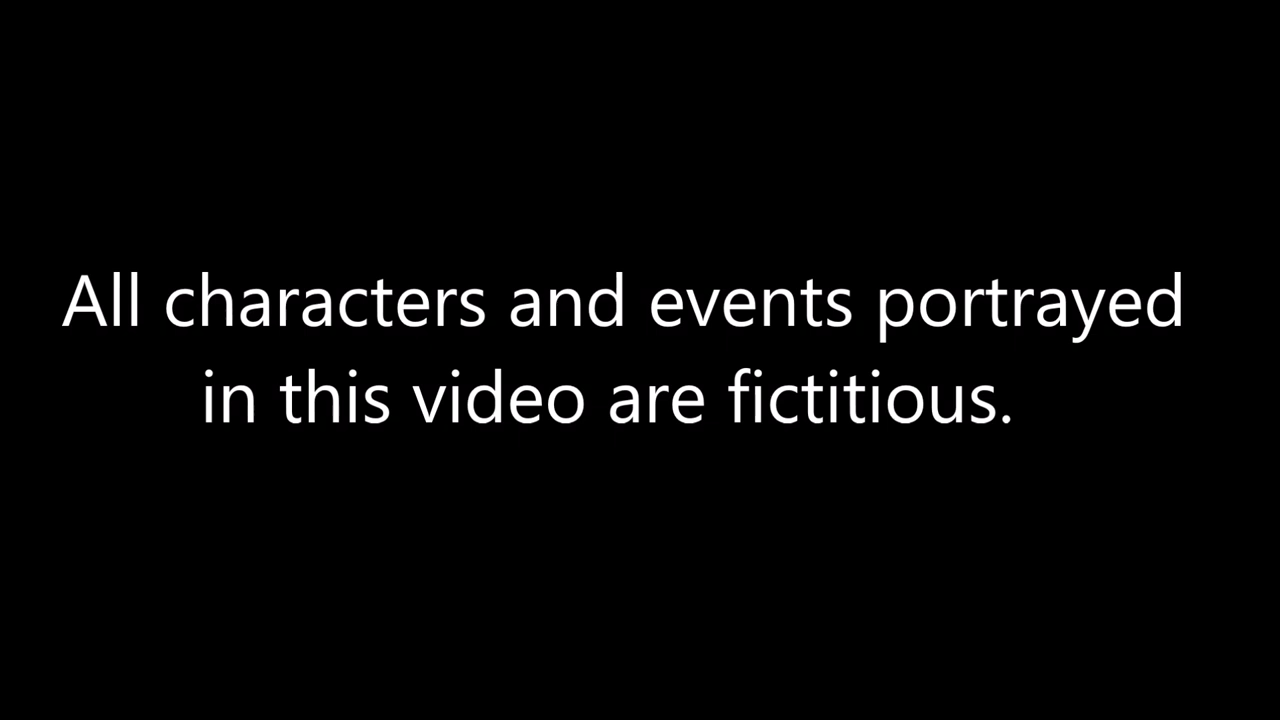 All characters and events portrayed
in this video are fictitious.